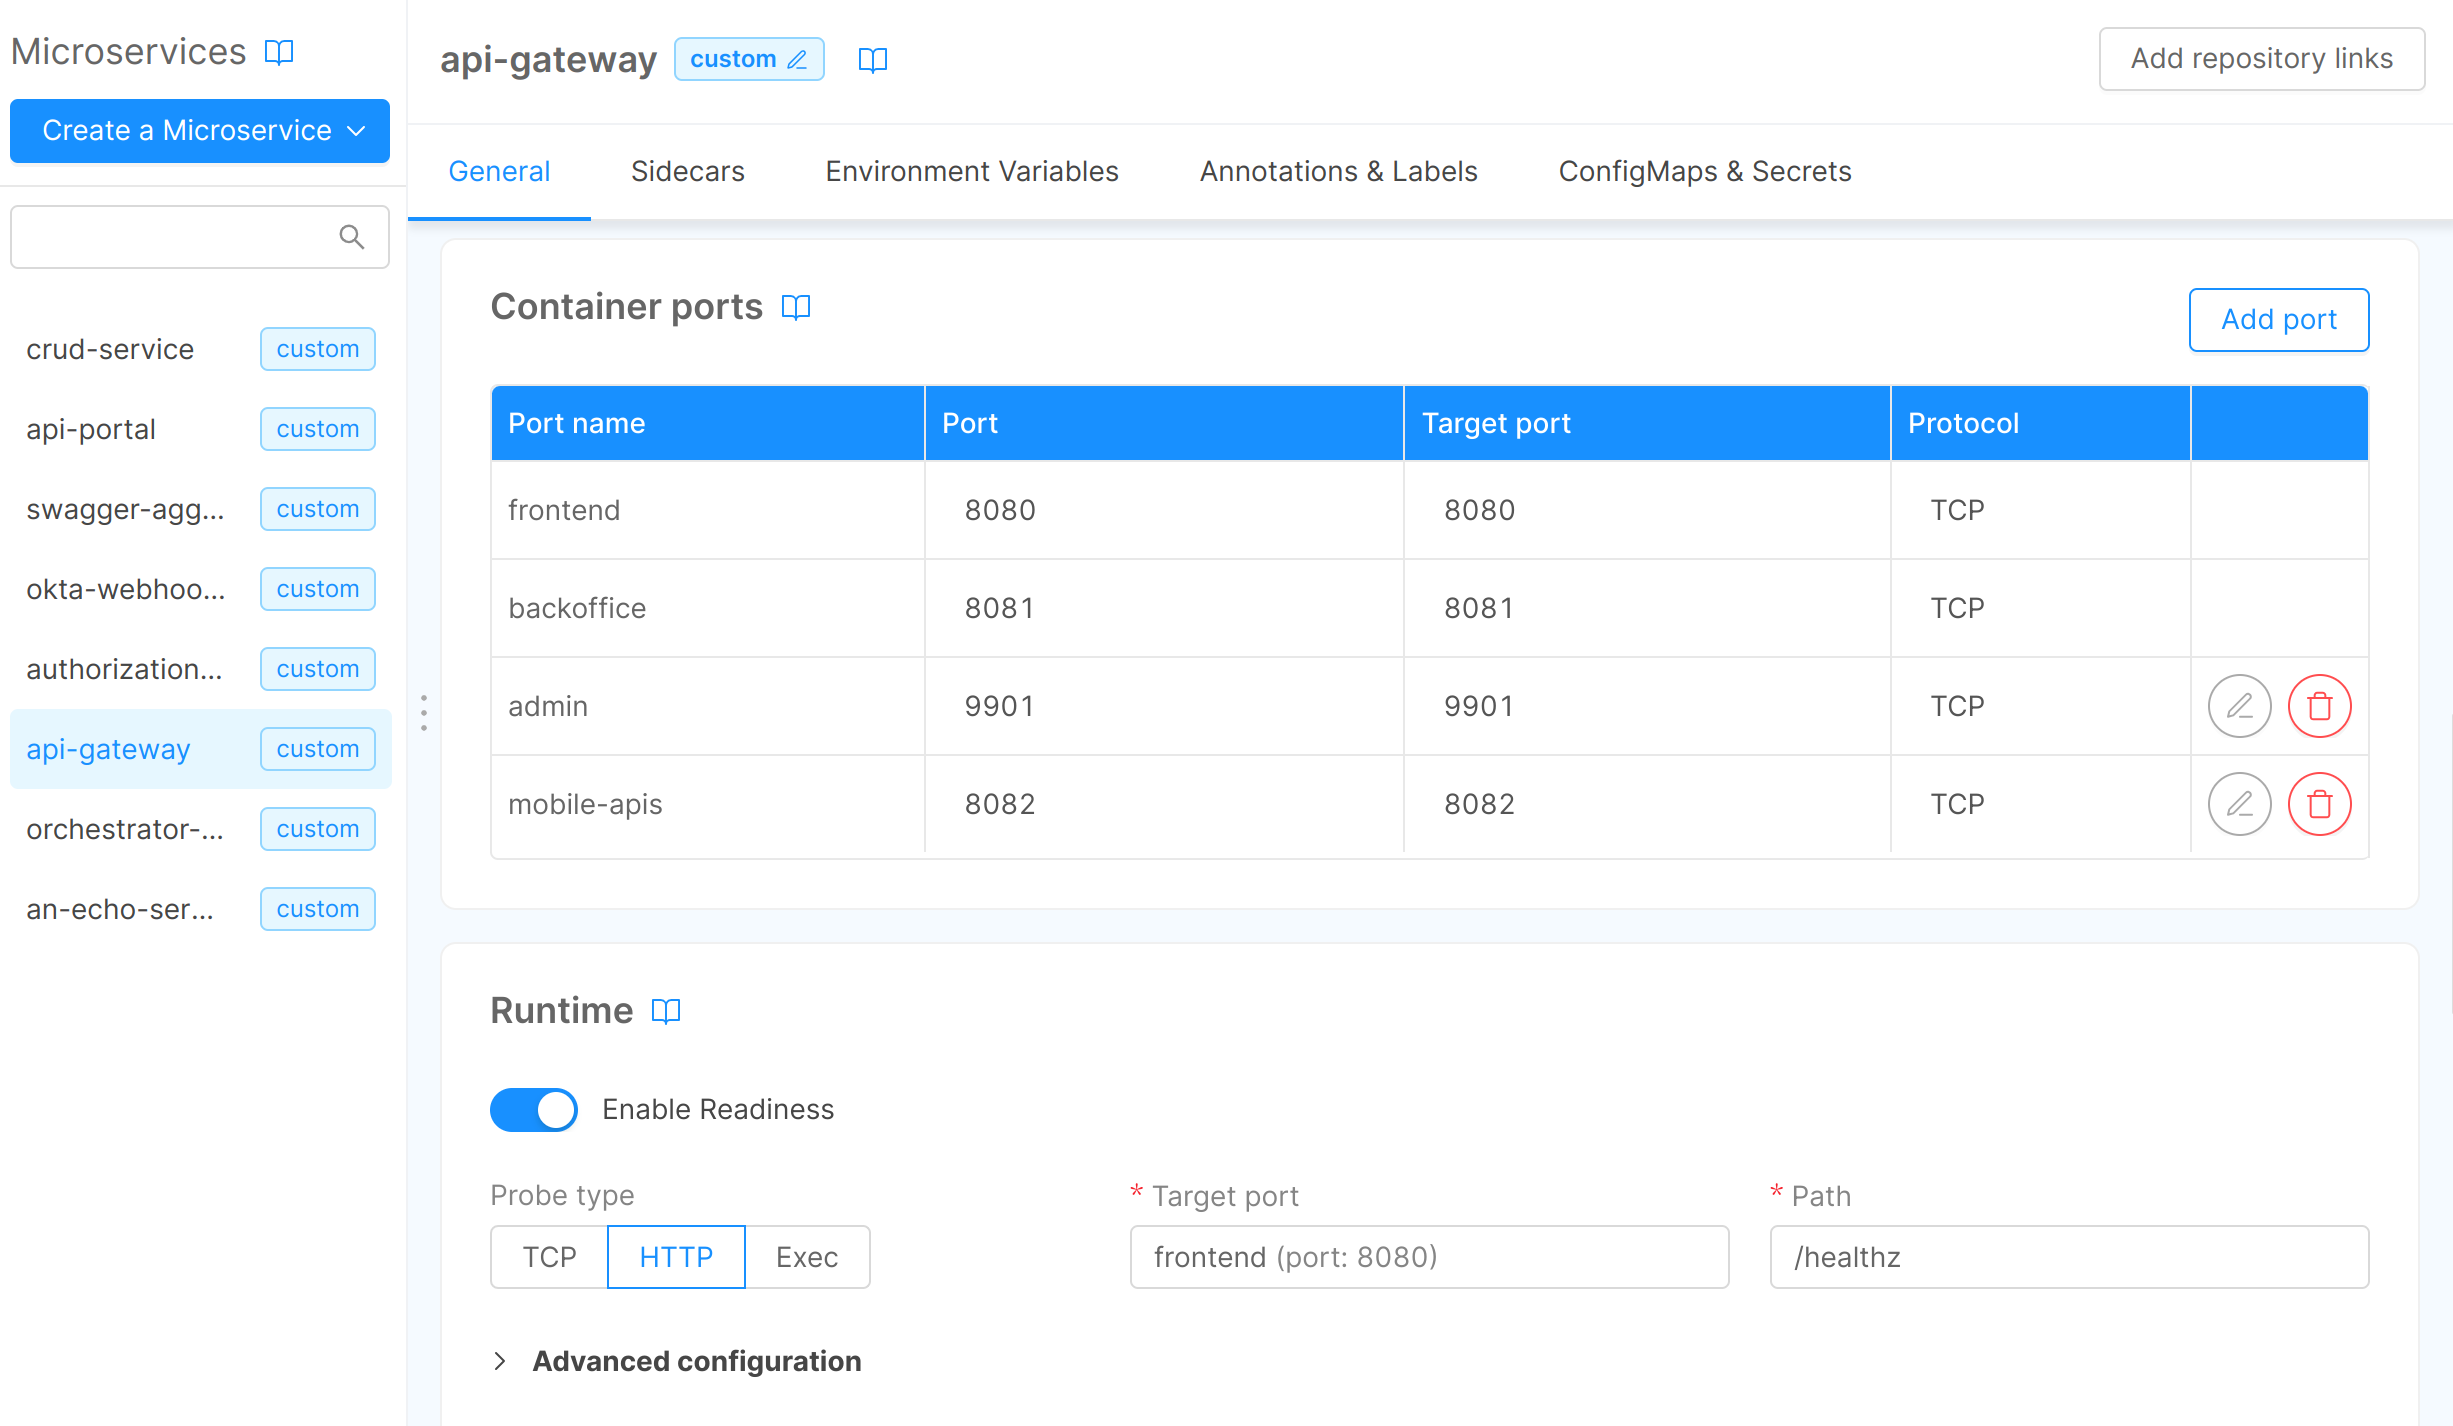 Microservices
Create a Microservice
crud-service custom
api-portal custom
swagger-agg... custom
okta-webhoo... custom
authorization... custom
api-gateway custom
orchestrator-... custom
an-echo-ser... custom
api-gateway custom
Add repository links
General Sidecars Environment Variables Annotations & Labels ConfigMaps & Secrets
Container ports
Add port
Port name Port Target port Protocol
frontend 8080 8080 TCP
backoffice 8081 8081 TCP
admin 9901 9901 TCP
mobile-apis 8082 8082 TCP
Runtime
Enable Readiness
Probe type * Target port * Path
TCP HTTP Exec frontend (port: 8080) /healthz
Advanced configuration